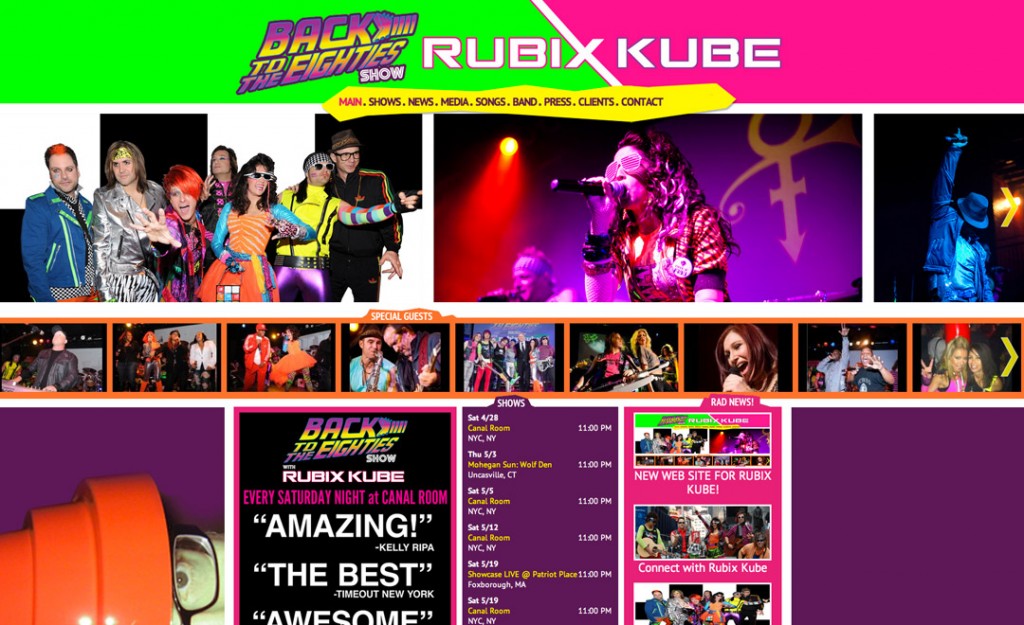 BACK
TO
THE EIGHTIES
SHOW
RUBIX KUBE
MAIN. SHOWS. NEWS. MEDIA. SONGS. BAND. PRESS. CLIENTS. CONTACT
SPECIAL GUESTS
BACK
TO
THE EIGHTIES
SHOW
WITH
RUBIX KUBE
EVERY SATURDAY NIGHT at CANAL ROOM
“AMAZING!”
-KELLY RIPA
“THE BEST”
-TIMEOUT NEW YORK
“AWESOME”
SHOWS
Sat 4/28
Canal Room 11:00 PM
NYC, NY
Thu 5/3
Mohegan Sun: Wolf Den 11:00 PM
Uncasville, CT
Sat 5/5
Canal Room 11:00 PM
NYC, NY
Sat 5/12
Canal Room 11:00 PM
NYC, NY
Sat 5/19
Showcase LIVE @ Patriot Place 11:00 PM
Foxborough, MA
Sat 5/19
Canal Room 11:00 PM
NYC, NY
RAD NEWS!
RUBIX KUBE
NEW WEB SITE FOR RUBIX
KUBE!
Connect with Rubix Kube